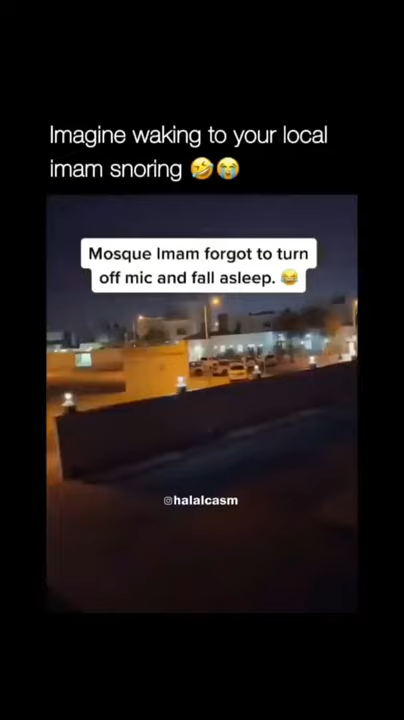 Imagine waking to your local
imam snoring 🤣😭
Mosque Imam forgot to turn
off mic and fall asleep. 😂
@halalcasm